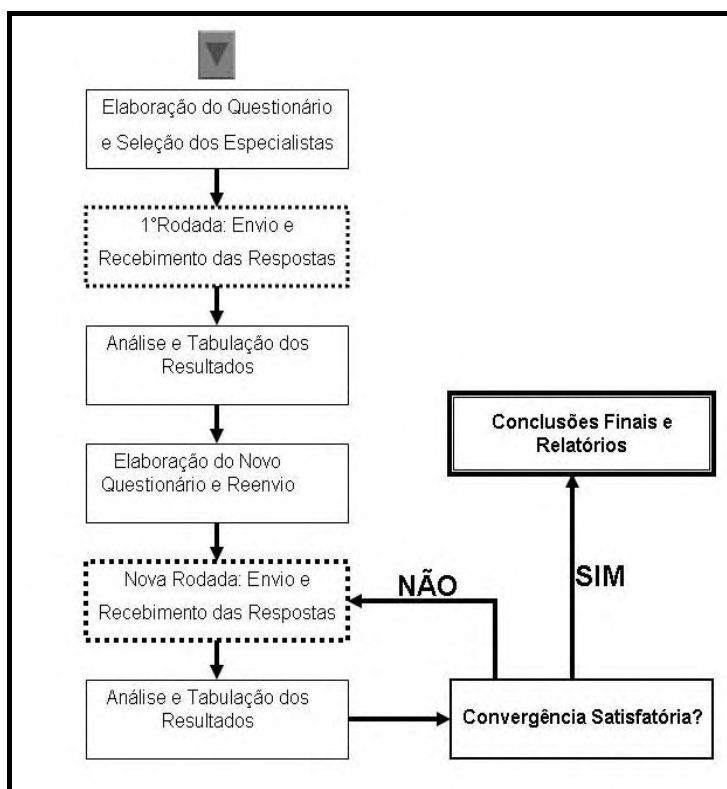 Elaboração do Questionário
e Seleção dos Especialistas
1°Rodada: Envio e
Recebimento das Respostas
Análise e Tabulação dos
Resultados
Elaboração do Novo
Questionário e Reenvio
Nova Rodada: Envio e
Recebimento das Respostas
Análise e Tabulação dos
Resultados
Convergência Satisfatória?
NÃO
SIM
Conclusões Finais e
Relatórios